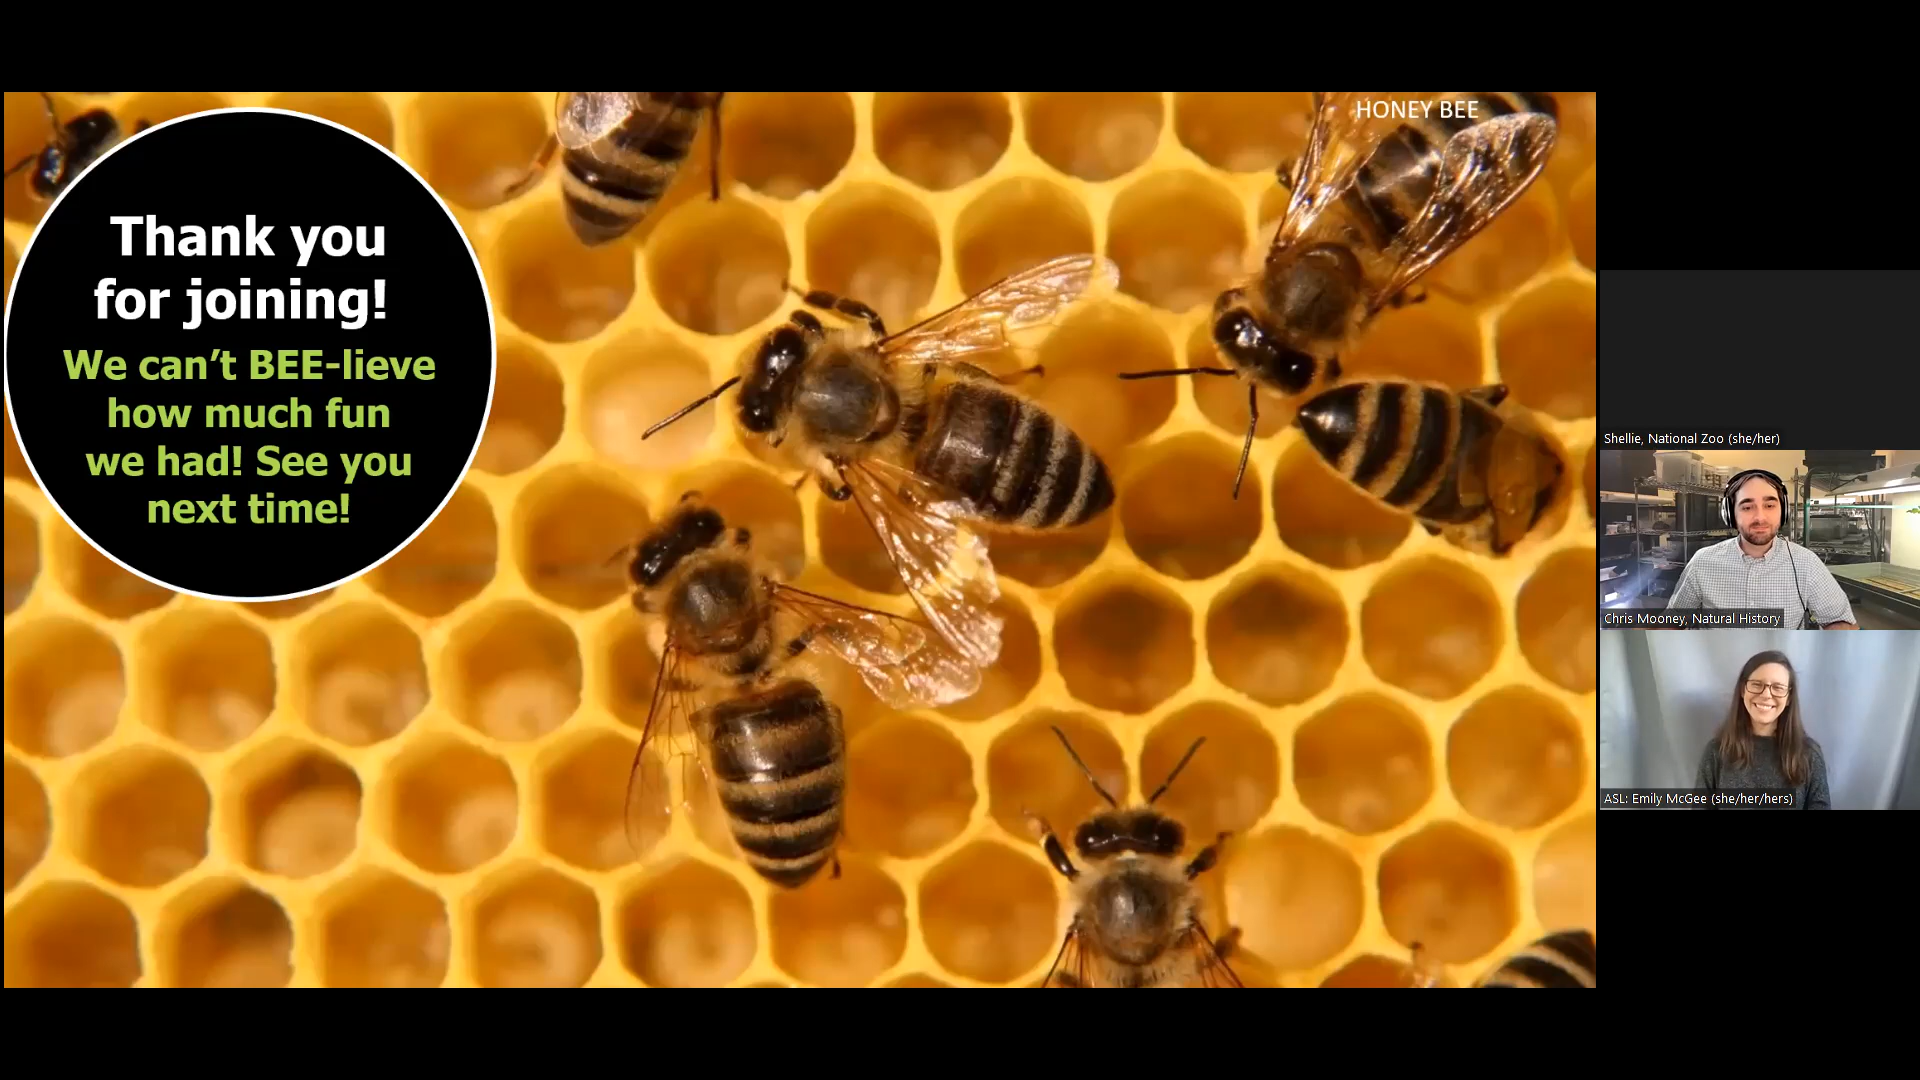 HONEY BEE
Thank you
for joining!
We can’t BEE-lieve
how much fun
we had! See you
next time!
Shellie, National Zoo (she/her)
Chris Mooney, Natural History
ASL: Emily McGee (she/her/hers)